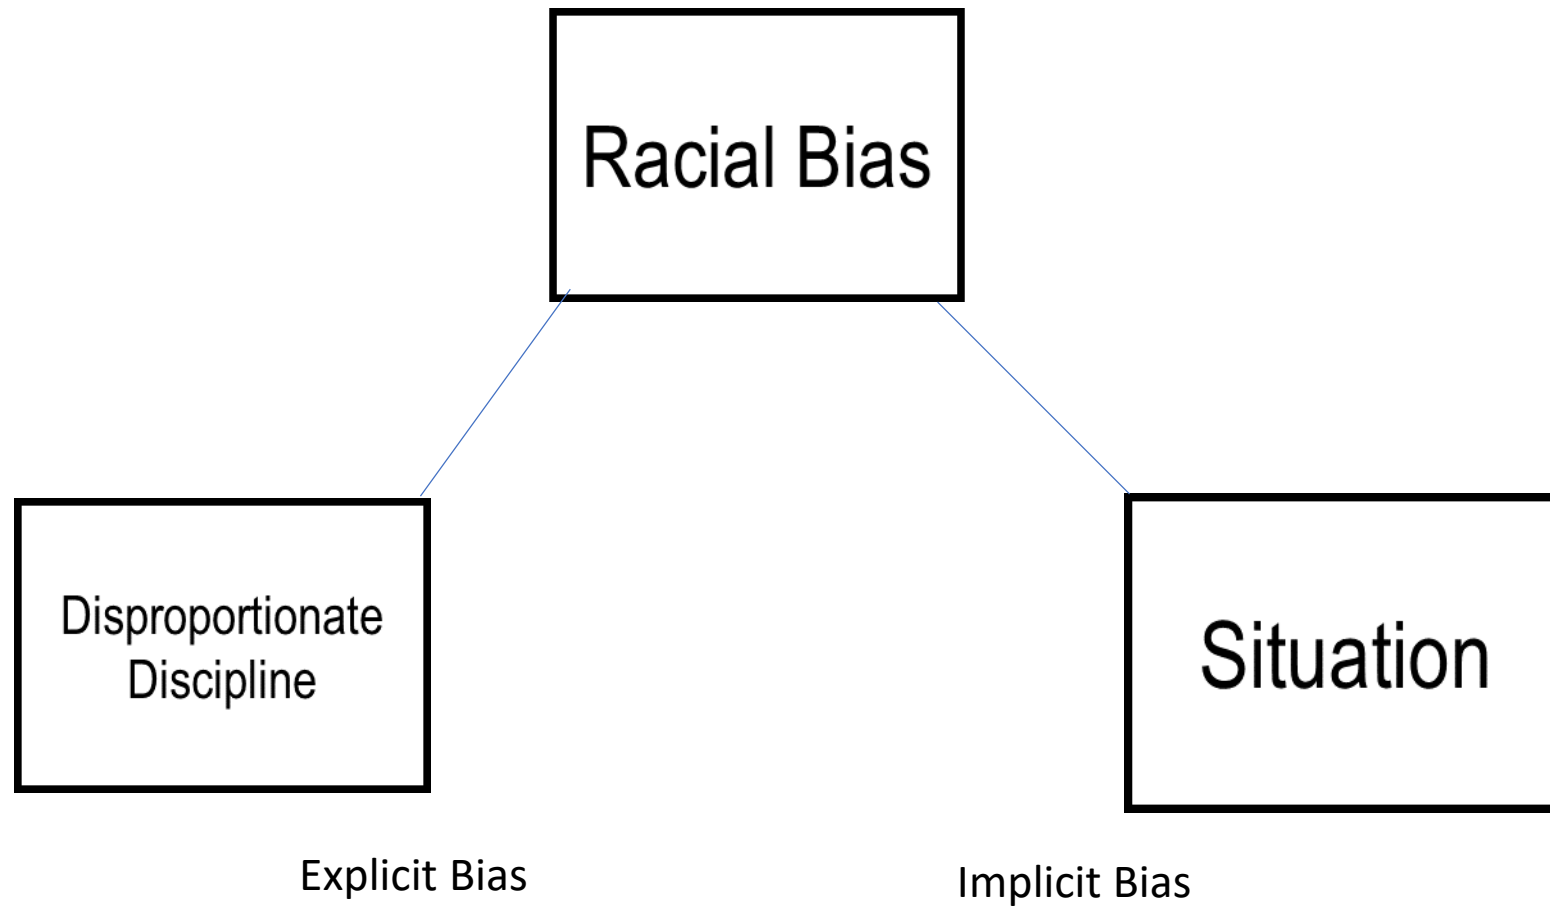 Racial Bias
Disproportionate
Discipline
Situation
Explicit Bias
Implicit Bias